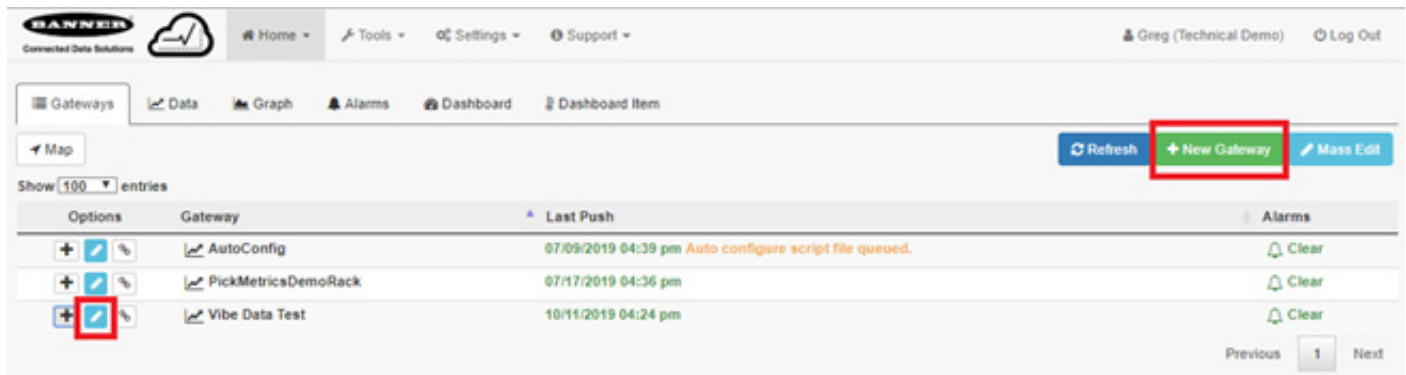 BANNER
Connected Data Solutions
Home Tools Settings Support Greg (Technical Demo) Log Out
Gateways Data Graph Alarms Dashboard Dashboard Item
Map Refresh + New Gateway Mass Edit
Show 100 entries
Options Gateway Last Push Alarms
AutoConfig 07/09/2019 04:39 pm Auto configure script file queued. Clear
PickMetricsDemoRack 07/17/2019 04:36 pm Clear
Vibe Data Test 10/11/2019 04:24 pm Clear
Previous 1 Next